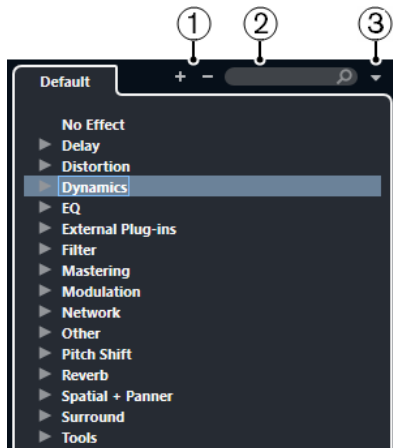 1 2 3
Default + −
No Effect
Delay
Distortion
Dynamics
EQ
External Plug-ins
Filter
Mastering
Modulation
Network
Other
Pitch Shift
Reverb
Spatial + Panner
Surround
Tools